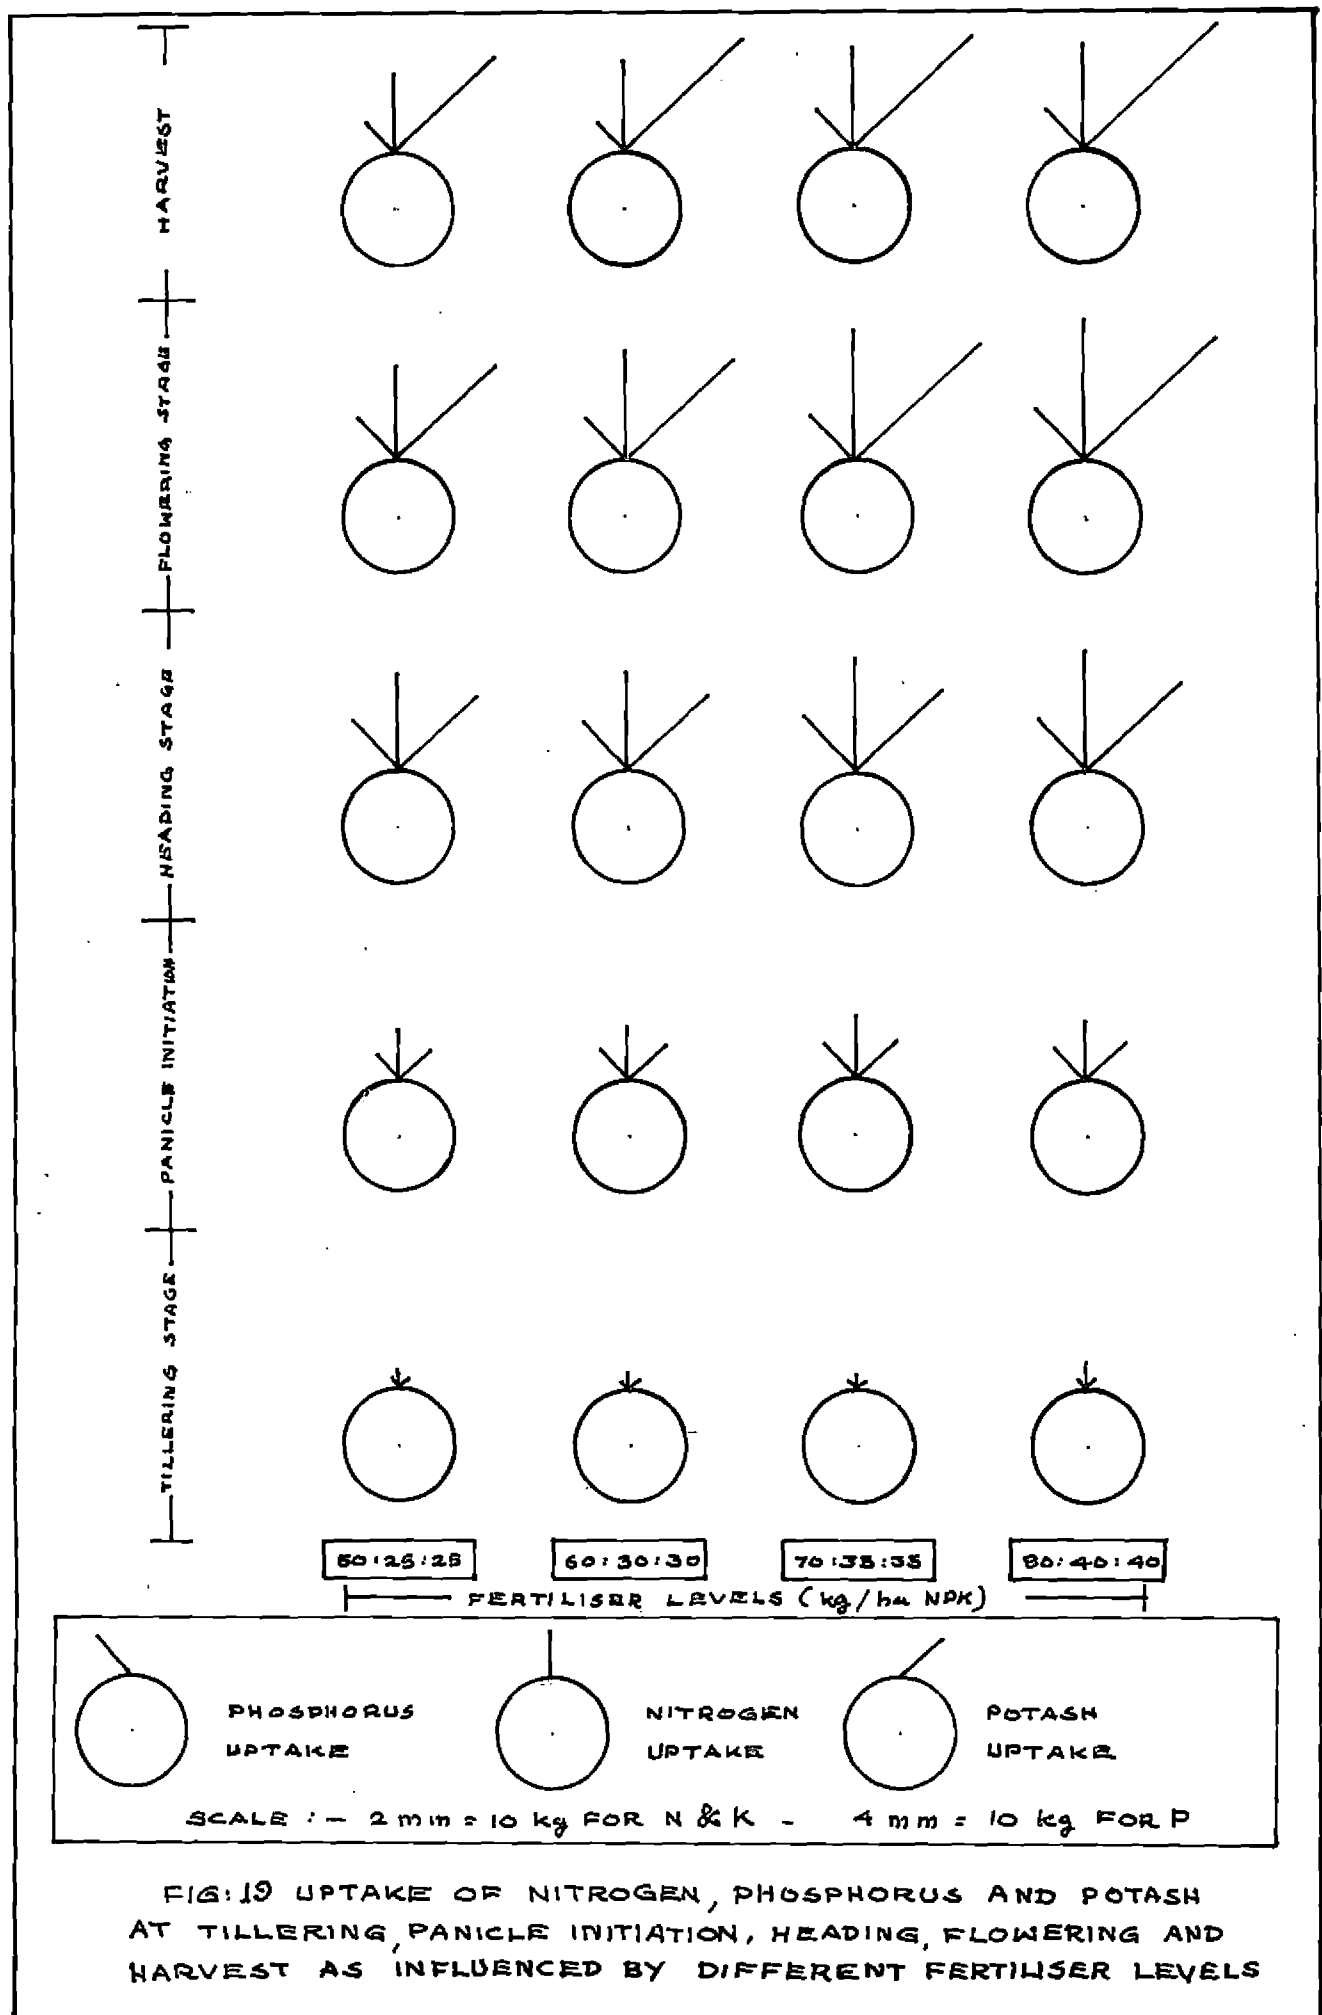 HARVEST
FLOWERING STAGE
HEADING STAGE
PANICLE INITIATION
TILLERING STAGE
50:25:25
60:30:30
70:35:35
80:40:40
FERTILISER LEVELS (kg/ha NPK)
PHOSPHORUS
UPTAKE
NITROGEN
UPTAKE
POTASH
UPTAKE
SCALE :- 2 mm = 10 kg FOR N & K - 4 mm = 10 kg FOR P
FIG:19 UPTAKE OF NITROGEN, PHOSPHORUS AND POTASH
AT TILLERING, PANICLE INITIATION, HEADING, FLOWERING AND
HARVEST AS INFLUENCED BY DIFFERENT FERTILISER LEVELS